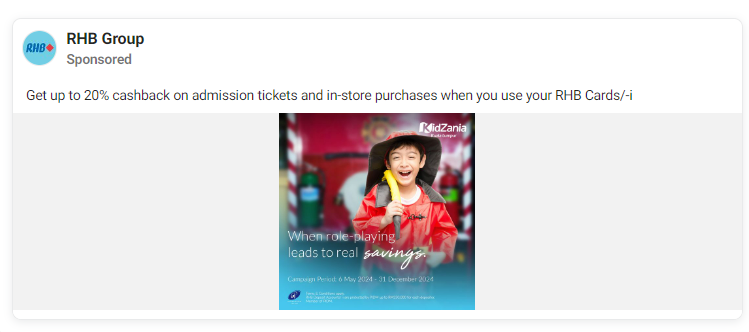 RHB
RHB Group
Sponsored
Get up to 20% cashback on admission tickets and in-store purchases when you use your RHB Cards/-i
KidZania
Kuala Lumpur
When role-playing
leads to real savings.
Campaign Period: 6 May 2024 - 31 December 2024